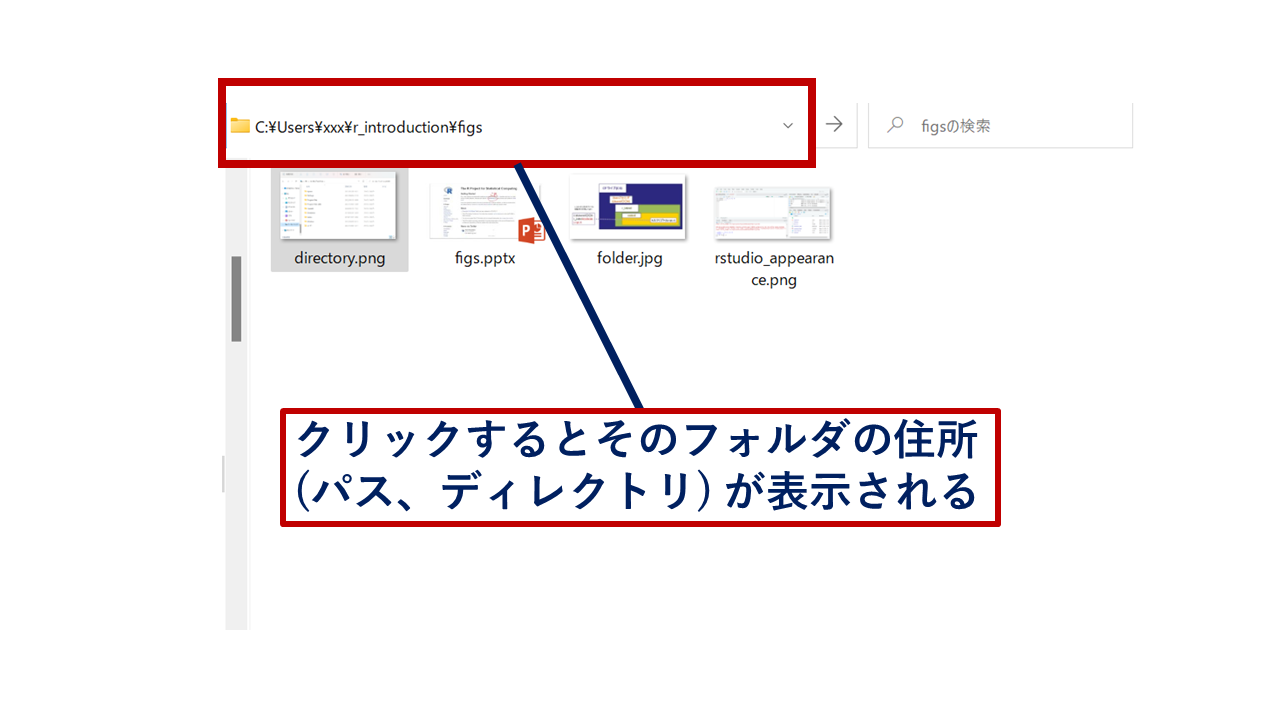 C:¥Users¥xxx¥r_introduction¥figs
figsの検索
directory.png
figs.pptx
folder.jpg
rstudio_appearan
ce.png
クリックするとそのフォルダの住所
(パス、ディレクトリ) が表示される